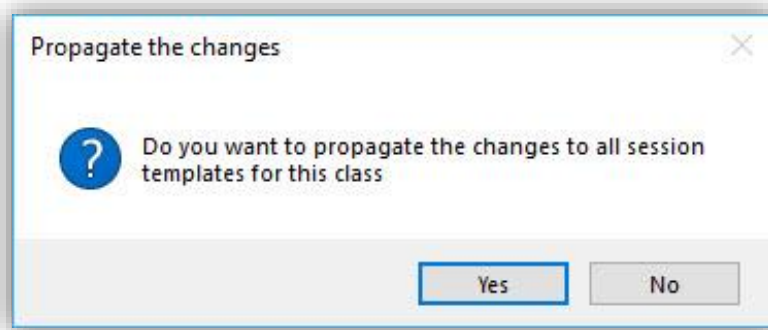 Propagate the changes
Do you want to propagate the changes to all session
templates for this class
Yes
No